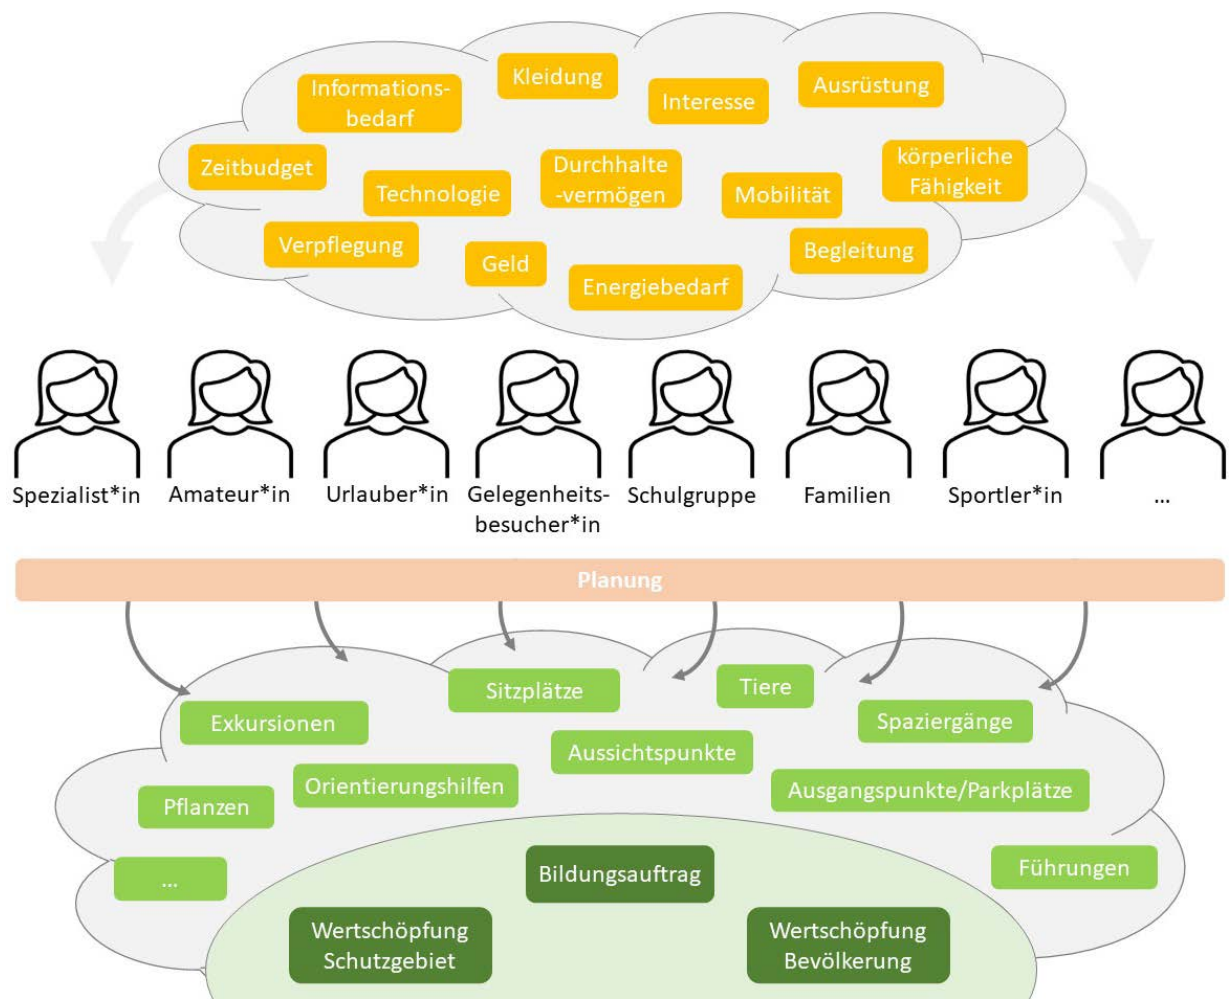 Kleidung
Informations-
bedarf
Interesse
Ausrüstung
Zeitbudget
Technologie
Durchhalte
-vermögen
Mobilität
körperliche
Fähigkeit
Verpflegung
Geld
Energiebedarf
Begleitung
Spezialist*in
Amateur*in
Urlauber*in
Gelegenheits-
besucher*in
Schulgruppe
Familien
Sportler*in
...
Planung
Sitzplätze
Tiere
Exkursionen
Spaziergänge
Aussichtspunkte
Orientierungshilfen
Ausgangspunkte/Parkplätze
Pflanzen
...
Führungen
Bildungsauftrag
Wertschöpfung
Schutzgebiet
Wertschöpfung
Bevölkerung